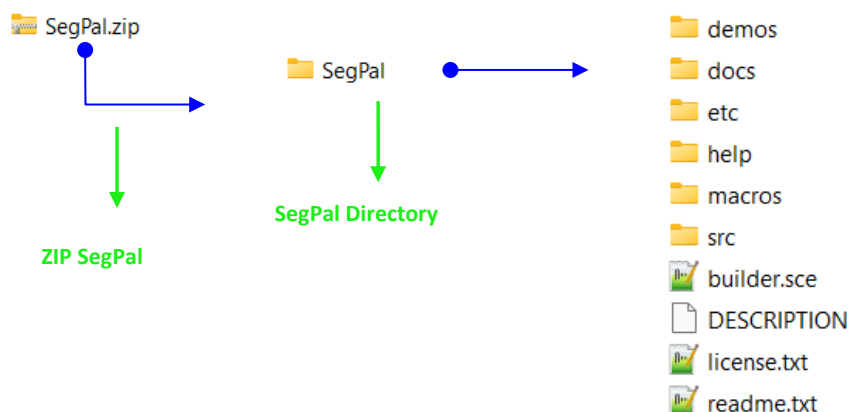 SegPal.zip
ZIP SegPal
SegPal
SegPal Directory
demos
docs
etc
help
macros
src
builder.sce
DESCRIPTION
license.txt
readme.txt